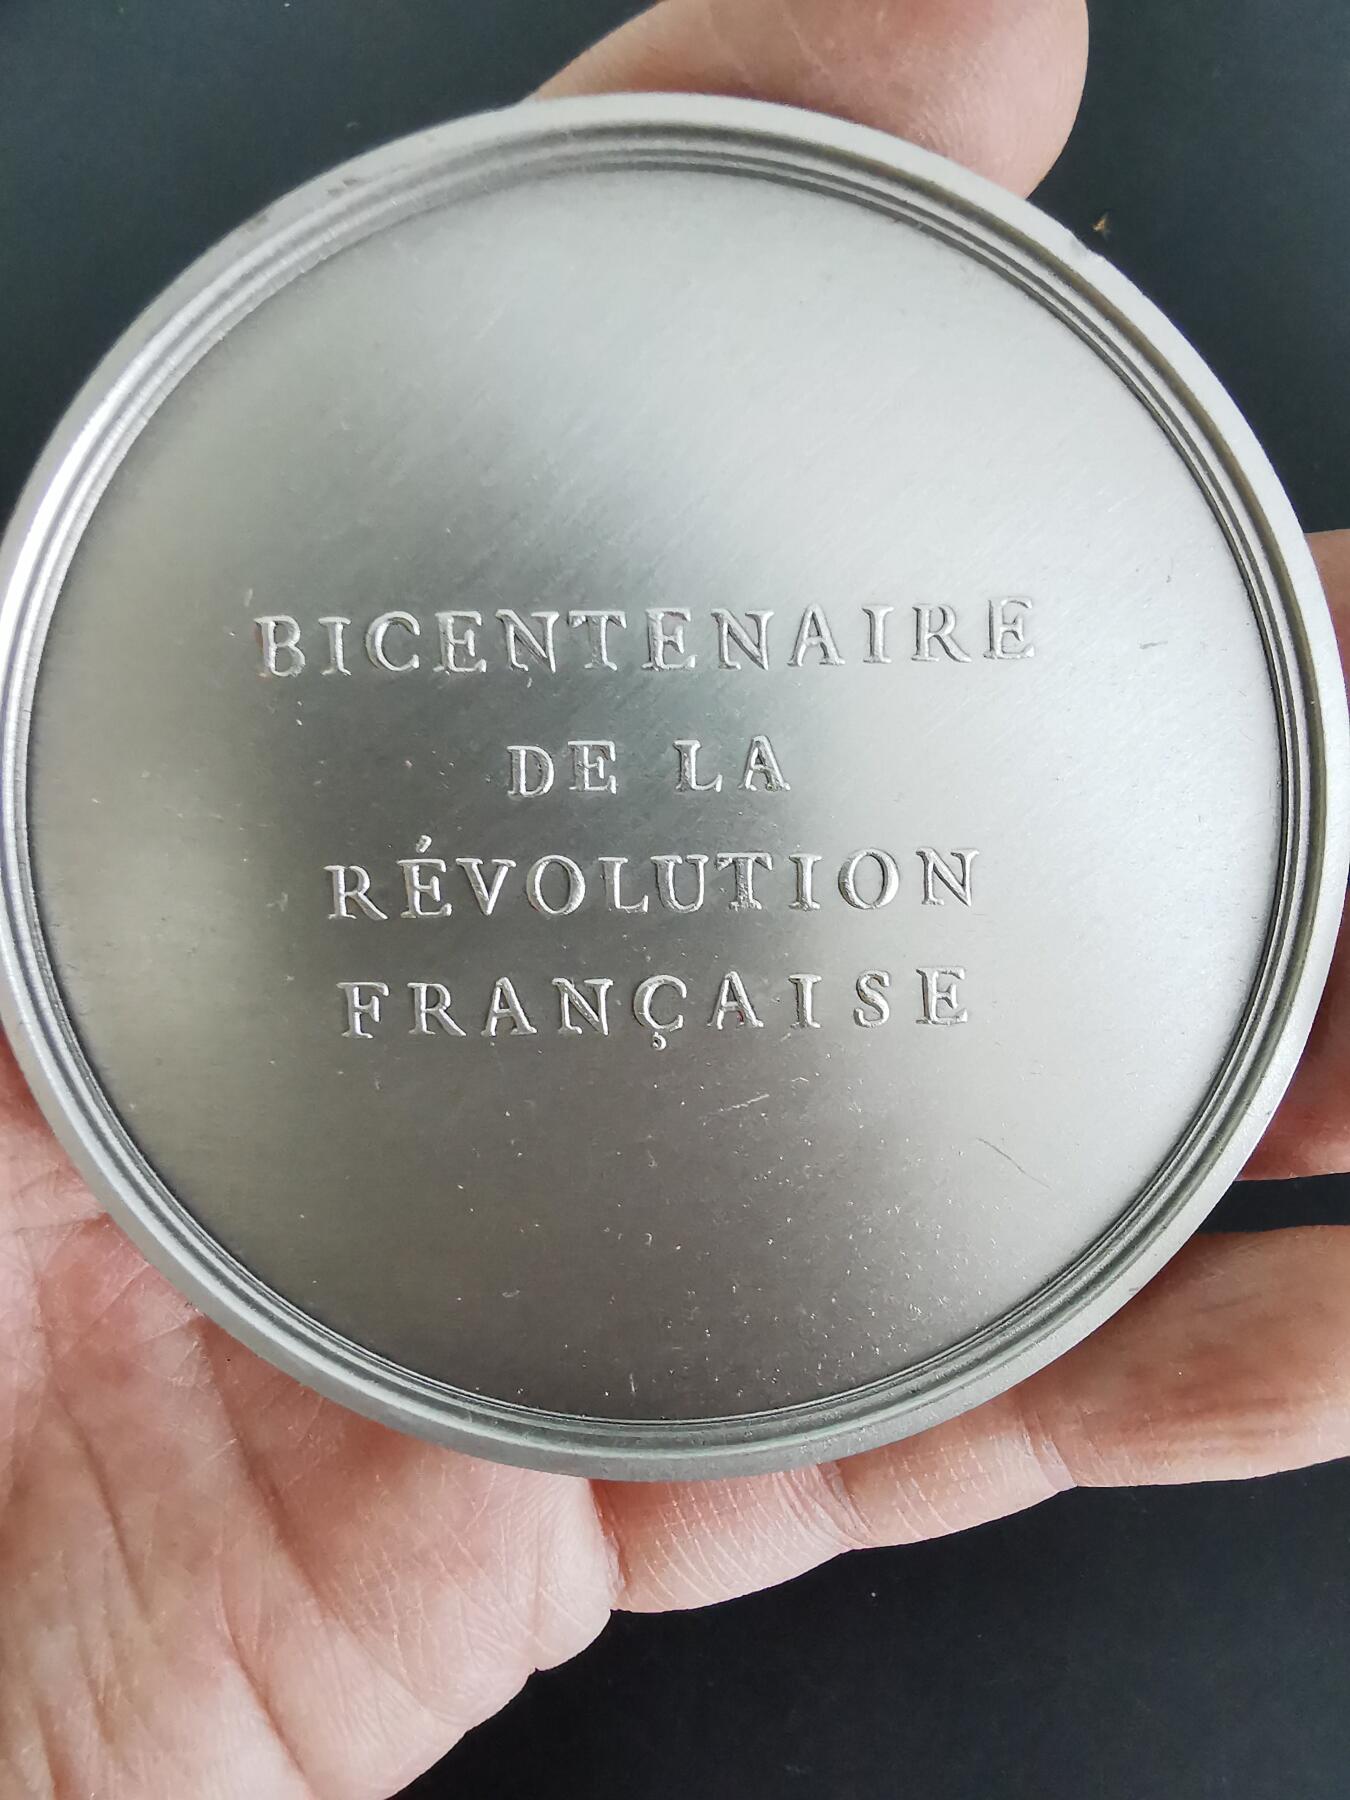 BICENTENAIRE
DE LA
RÉVOLUTION
FRANÇAISE